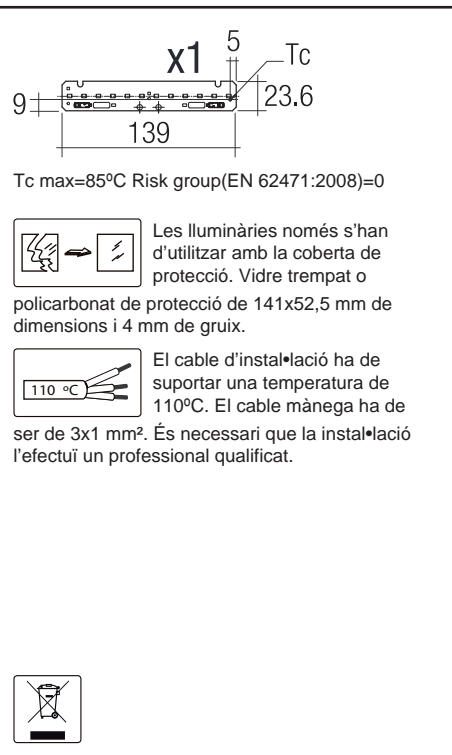 x1
5
Tc
9
23.6
139
Tc max=85ºC Risk group(EN 62471:2008)=0
Les lluminàries només s’han
d’utilitzar amb la coberta de
protecció. Vidre trempat o
policarbonat de protecció de 141x52,5 mm de
dimensions i 4 mm de gruix.
110 ºC
El cable d’instal•lació ha de
suportar una temperatura de
110ºC. El cable mànega ha de
ser de 3x1 mm². És necessari que la instal•lació
l’efectuï un professional qualificat.